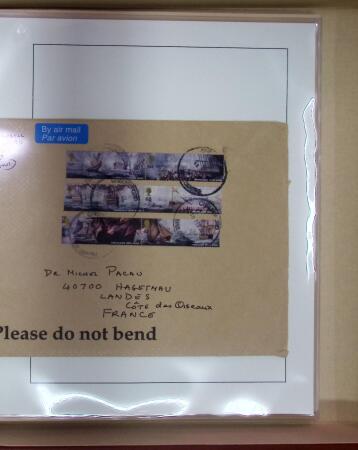 By air mail
Par avion
DR MICHEL PACAU
40700 HAGETMAU
LANDES
Côte des Oiseaux
FRANCE
Please do not bend